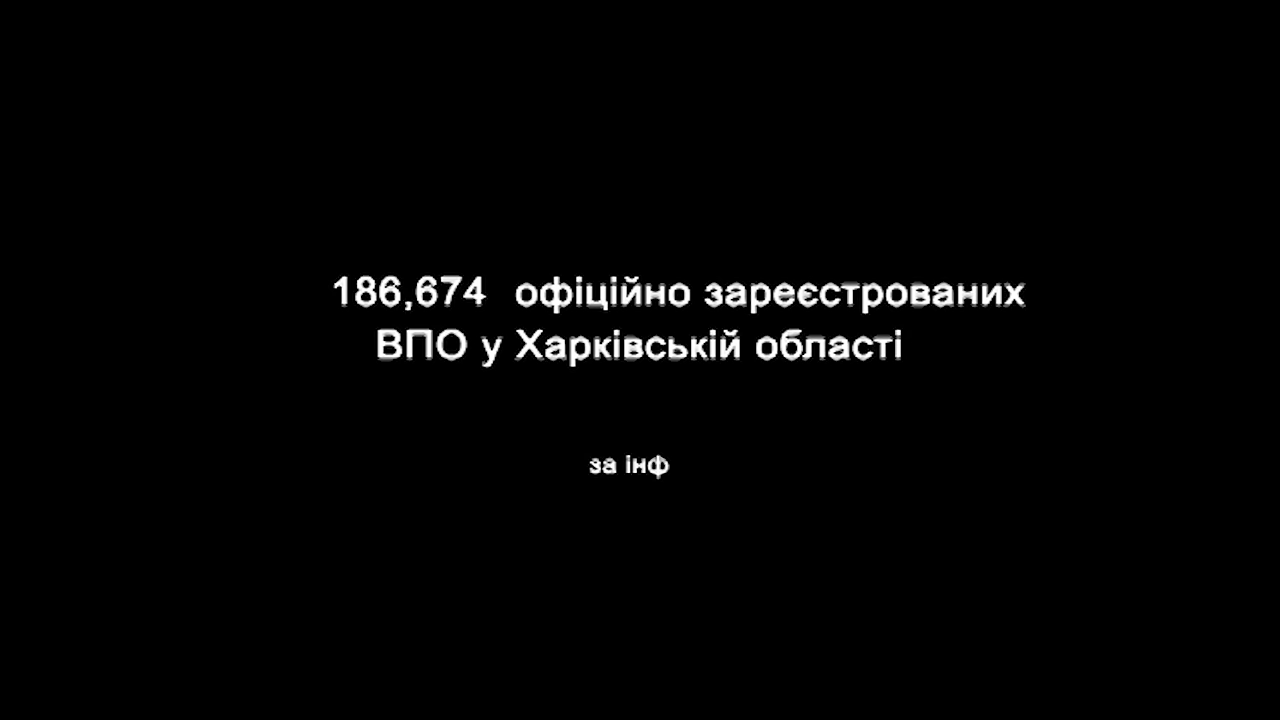 186,674 офіційно зареєстрованих
ВПО у Харківській області
за інф